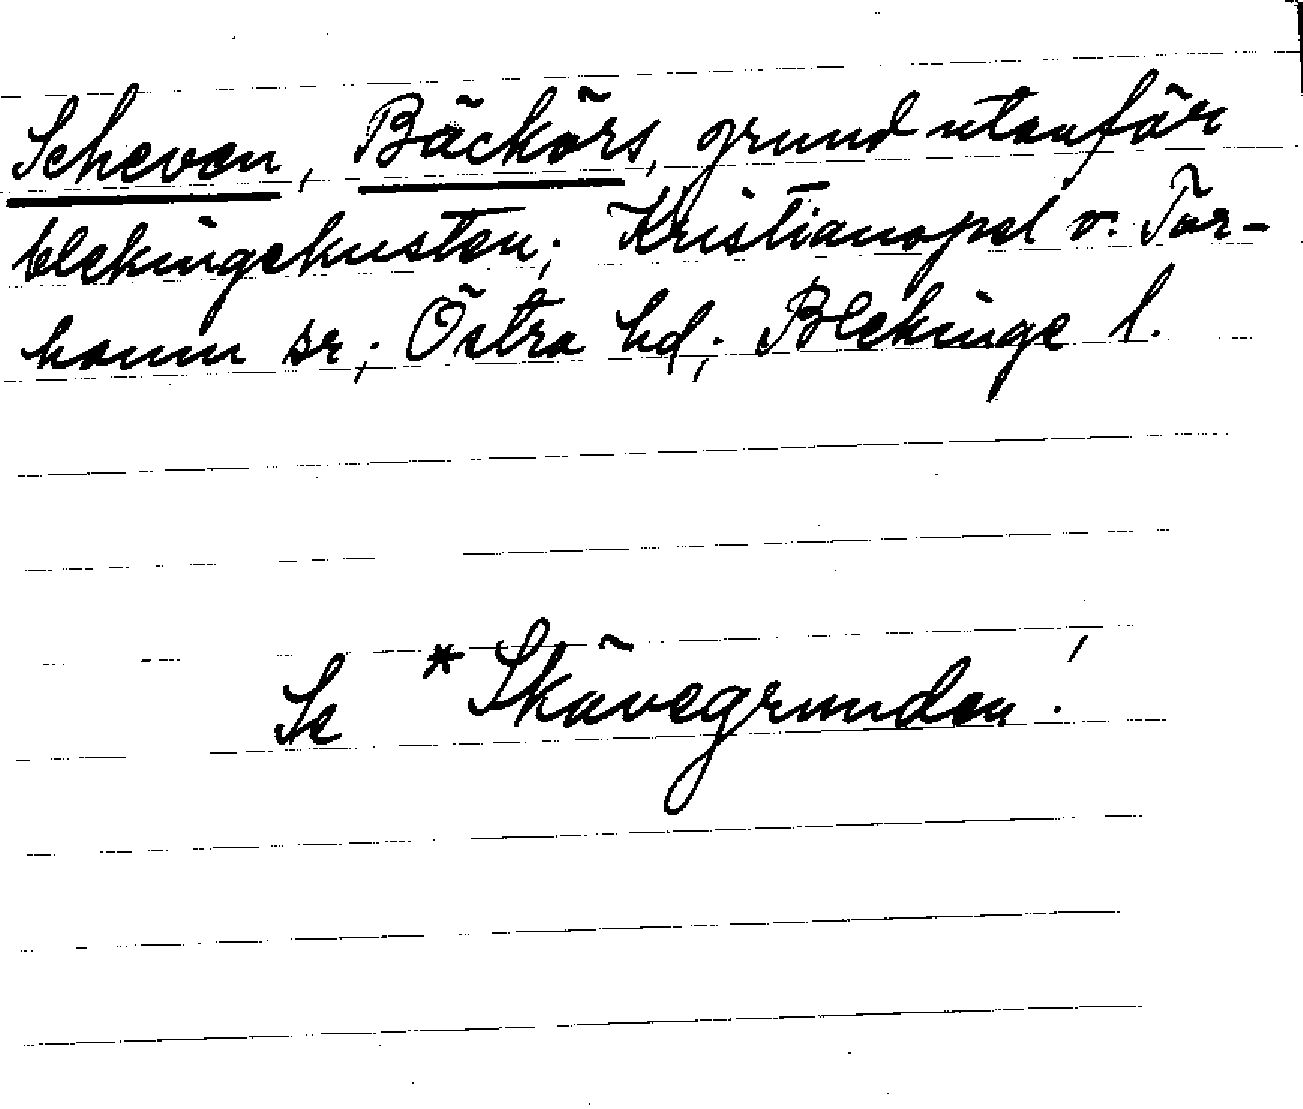 Scheven, Bäckörs, grund utanför
blekingekusten; Kristianopel o. Tor-
hamn sr; Östra hd; Blekinge l.
Se *Skävegrunden!